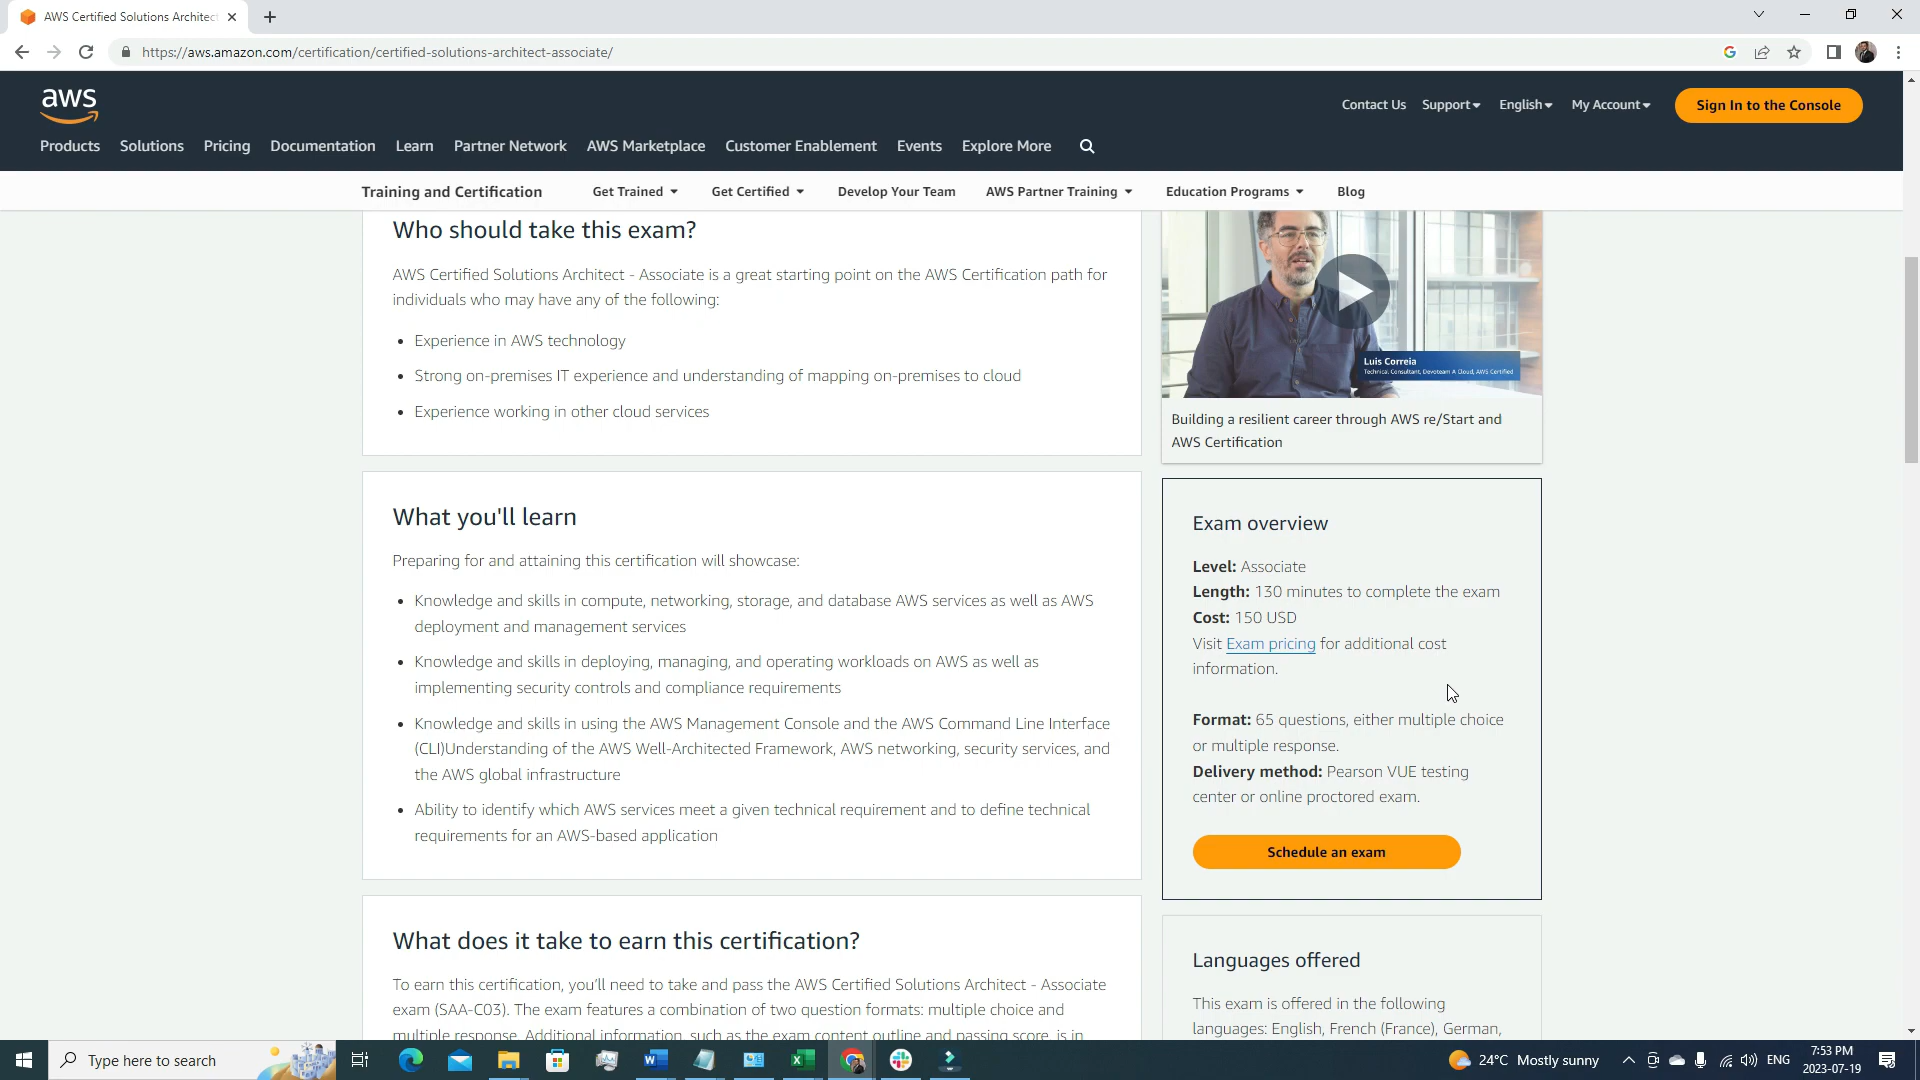 AWS Certified Solutions Architect
https://aws.amazon.com/certification/certified-solutions-architect-associate/
aws
Contact Us Support English My Account Sign In to the Console
Products Solutions Pricing Documentation Learn Partner Network AWS Marketplace Customer Enablement Events Explore More
Training and Certification Get Trained Get Certified Develop Your Team AWS Partner Training Education Programs Blog
Who should take this exam?
AWS Certified Solutions Architect - Associate is a great starting point on the AWS Certification path for
individuals who may have any of the following:
• Experience in AWS technology
• Strong on-premises IT experience and understanding of mapping on-premises to cloud
• Experience working in other cloud services
Luis Correia
Technical Consultant, Devoteam A Cloud, AWS Certified
Building a resilient career through AWS re/Start and
AWS Certification
What you'll learn
Preparing for and attaining this certification will showcase:
• Knowledge and skills in compute, networking, storage, and database AWS services as well as AWS
deployment and management services
• Knowledge and skills in deploying, managing, and operating workloads on AWS as well as
implementing security controls and compliance requirements
• Knowledge and skills in using the AWS Management Console and the AWS Command Line Interface
(CLI)Understanding of the AWS Well-Architected Framework, AWS networking, security services, and
the AWS global infrastructure
• Ability to identify which AWS services meet a given technical requirement and to define technical
requirements for an AWS-based application
Exam overview
Level: Associate
Length: 130 minutes to complete the exam
Cost: 150 USD
Visit Exam pricing for additional cost
information.
Format: 65 questions, either multiple choice
or multiple response.
Delivery method: Pearson VUE testing
center or online proctored exam.
Schedule an exam
What does it take to earn this certification?
To earn this certification, you'll need to take and pass the AWS Certified Solutions Architect - Associate
exam (SAA-C03). The exam features a combination of two question formats: multiple choice and
multiple response. Additional information, such as the exam content outline and passing score, is in
Languages offered
This exam is offered in the following
languages: English, French (France), German,
Type here to search
24°C Mostly sunny
ENG
7:53 PM
2023-07-19